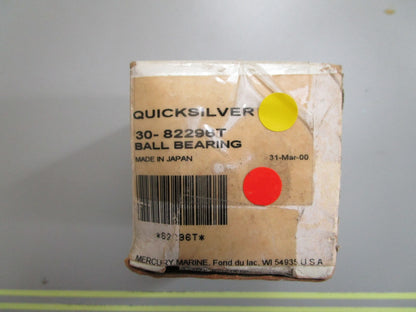 QUICKSILVER
30-82296T
BALL BEARING
MADE IN JAPAN 31-Mar-00
*82296T*
MERCURY MARINE, Fond du lac, WI 54935 U.S.A